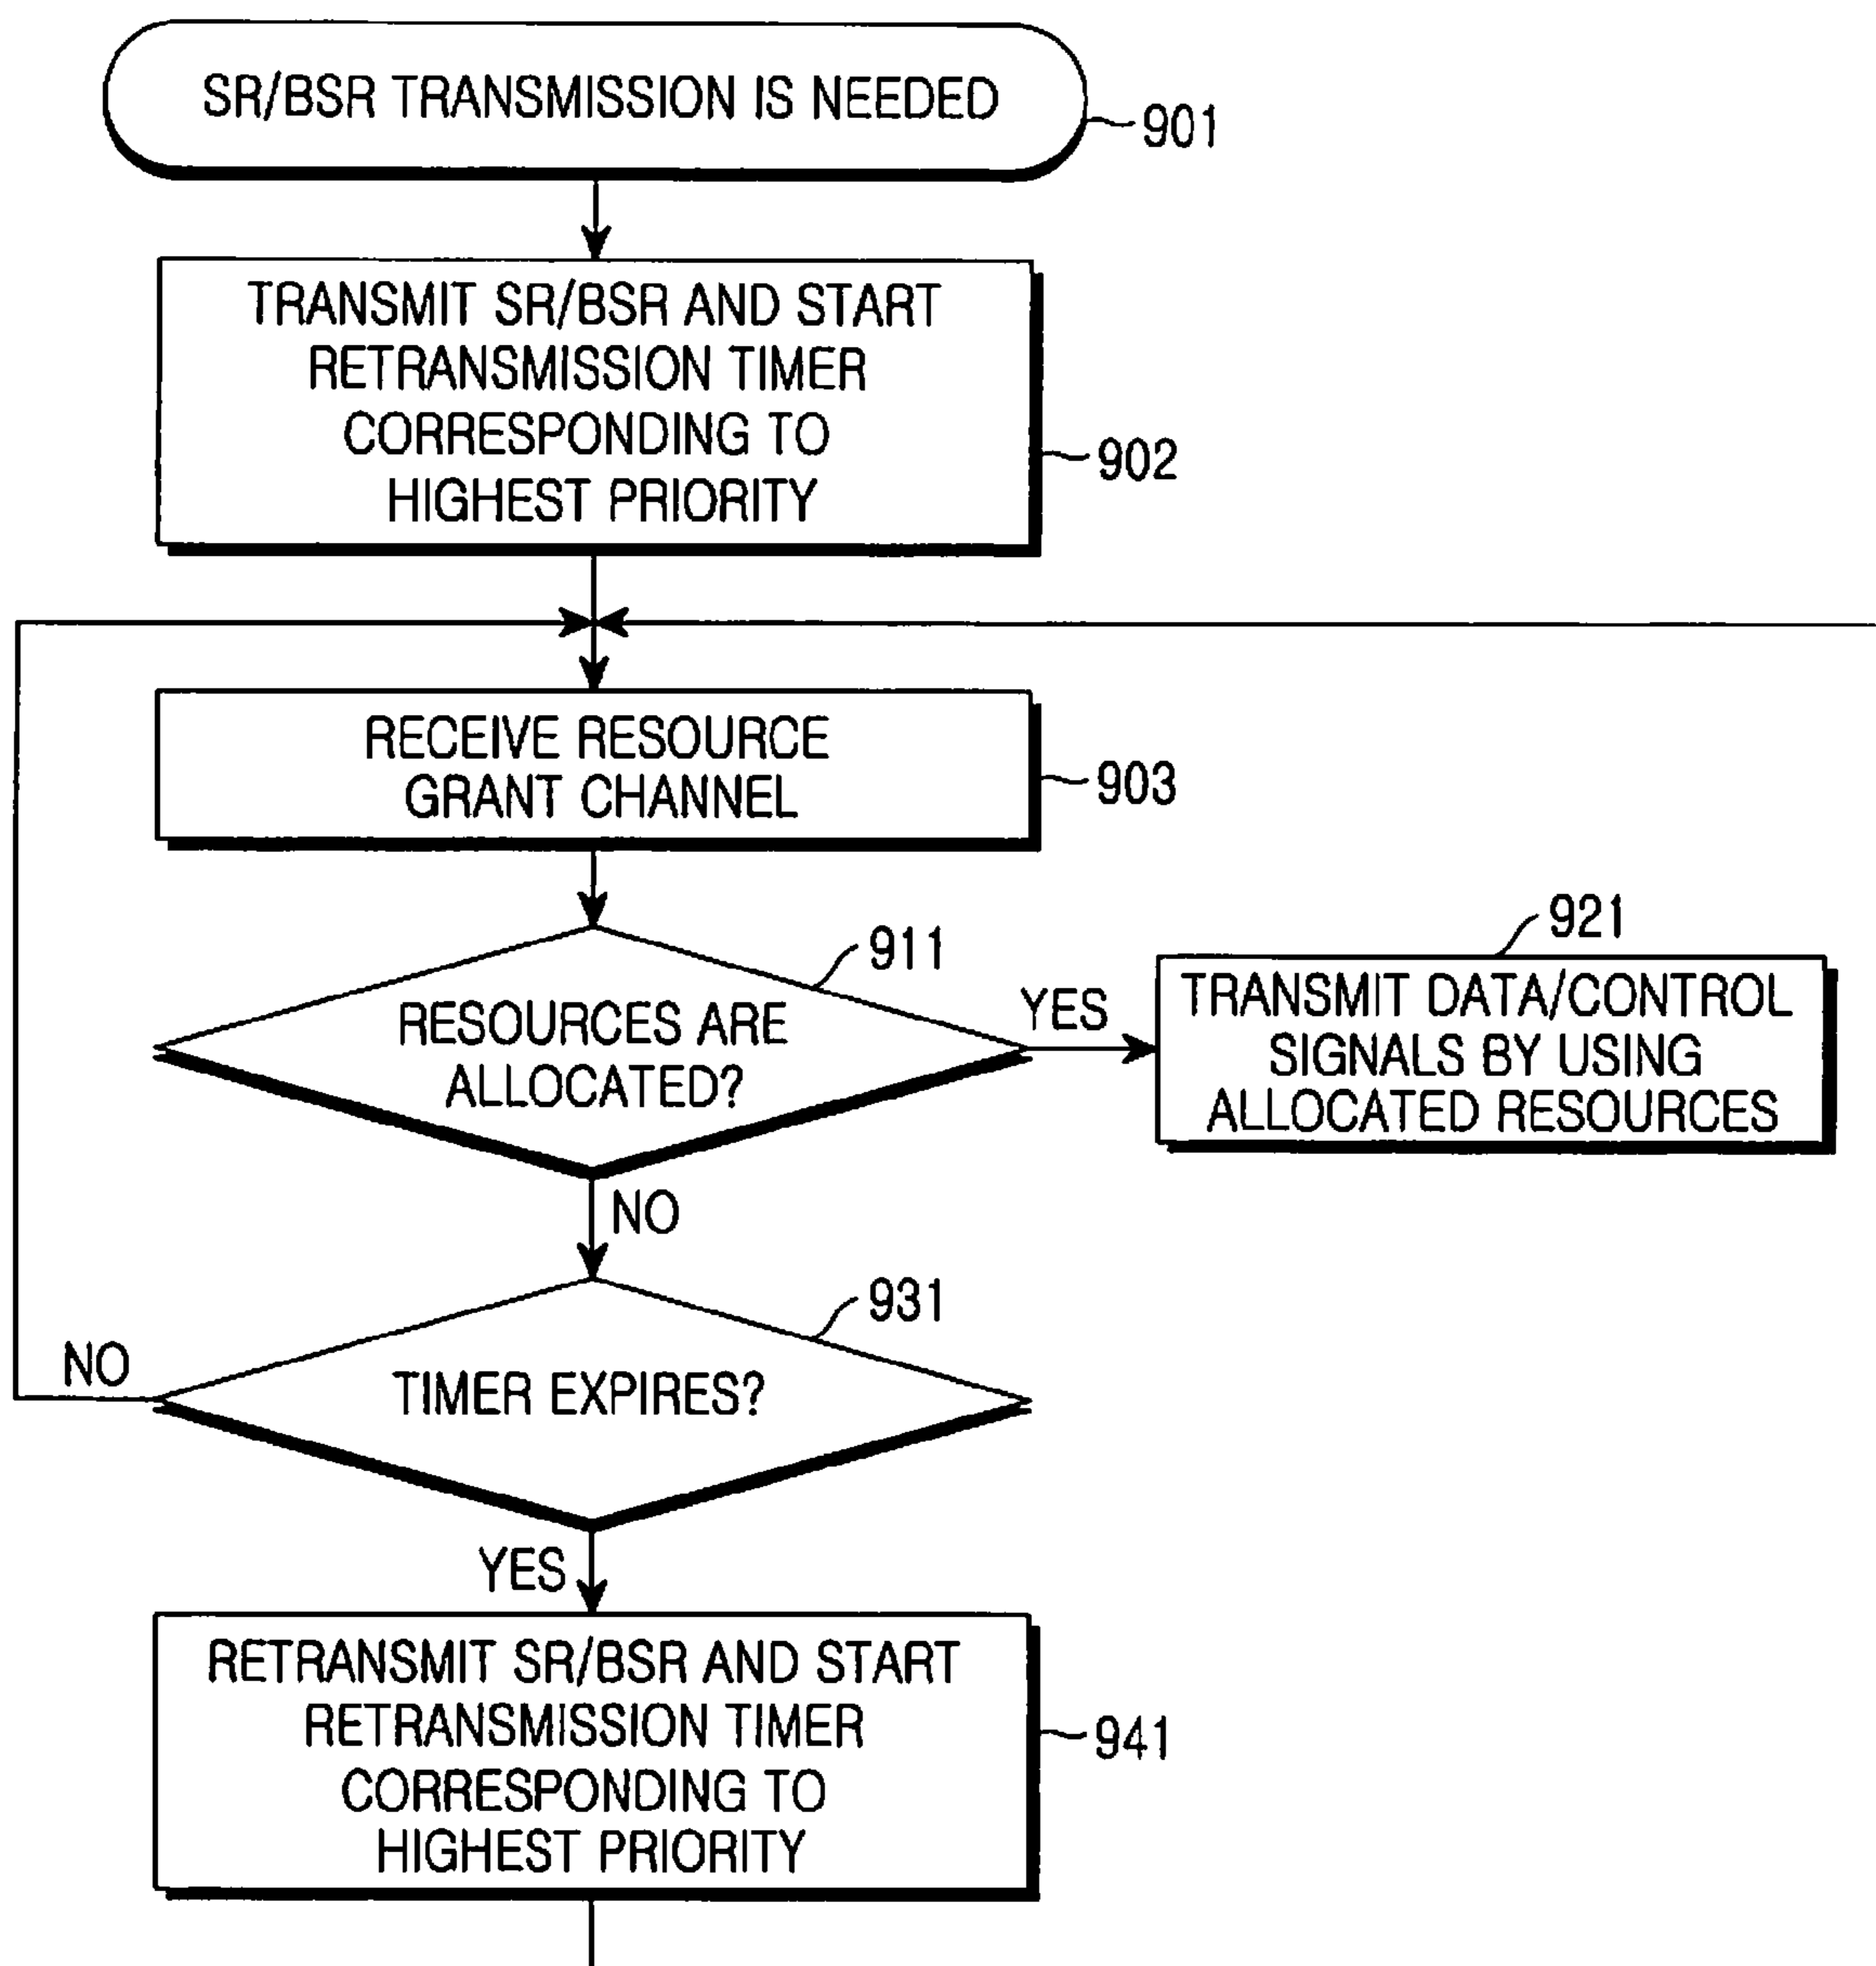 SR/BSR TRANSMISSION IS NEEDED
901
TRANSMIT SR/BSR AND START
RETRANSMISSION TIMER
CORRESPONDING TO
HIGHEST PRIORITY
902
RECEIVE RESOURCE
GRANT CHANNEL
903
911
RESOURCES ARE
ALLOCATED?
YES
921
TRANSMIT DATA/CONTROL
SIGNALS BY USING
ALLOCATED RESOURCES
NO
931
TIMER EXPIRES?
NO
YES
RETRANSMIT SR/BSR AND START
RETRANSMISSION TIMER
CORRESPONDING TO
HIGHEST PRIORITY
941